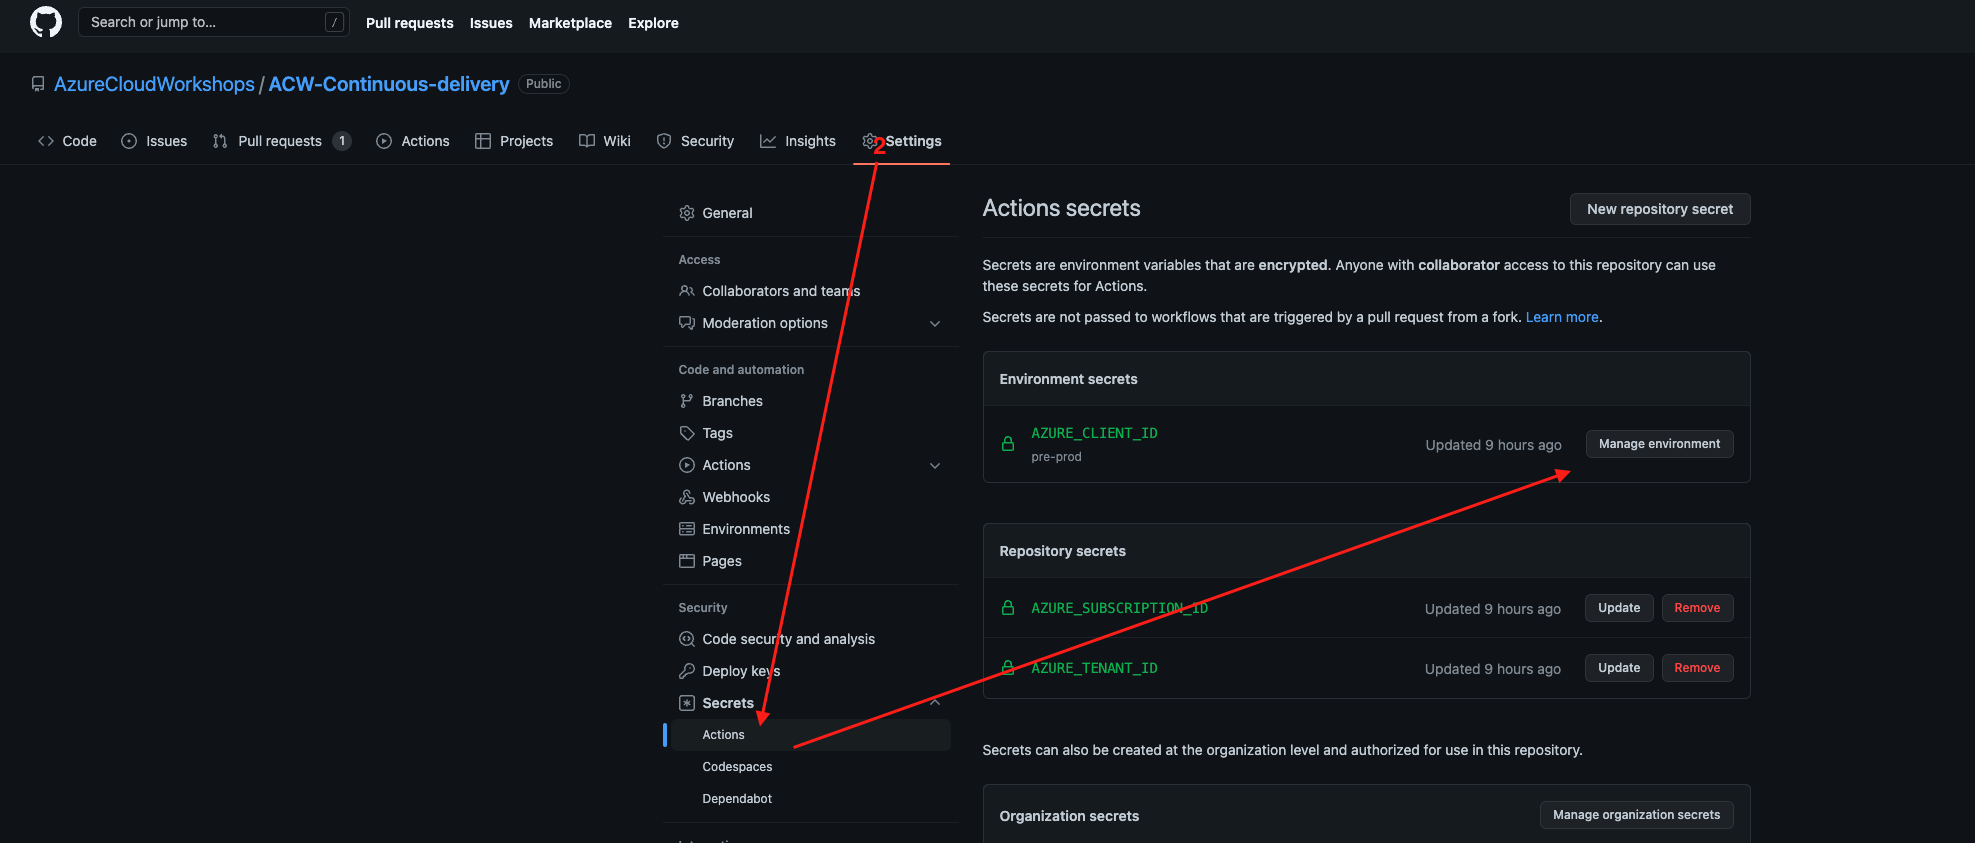 Search or jump to... /
Pull requests Issues Marketplace Explore
AzureCloudWorkshops / ACW-Continuous-delivery Public
Code Issues Pull requests 1 Actions Projects Wiki Security Insights Settings
2
General
Access
Collaborators and teams
Moderation options
Code and automation
Branches
Tags
Actions
Webhooks
Environments
Pages
Security
Code security and analysis
Deploy keys
Secrets
Actions
Codespaces
Dependabot
Actions secrets
New repository secret
Secrets are environment variables that are encrypted. Anyone with collaborator access to this repository can use
these secrets for Actions.
Secrets are not passed to workflows that are triggered by a pull request from a fork. Learn more.
Environment secrets
AZURE_CLIENT_ID
pre-prod
Updated 9 hours ago
Manage environment
Repository secrets
AZURE_SUBSCRIPTION_ID Updated 9 hours ago Update Remove
AZURE_TENANT_ID Updated 9 hours ago Update Remove
Secrets can also be created at the organization level and authorized for use in this repository.
Organization secrets
Manage organization secrets